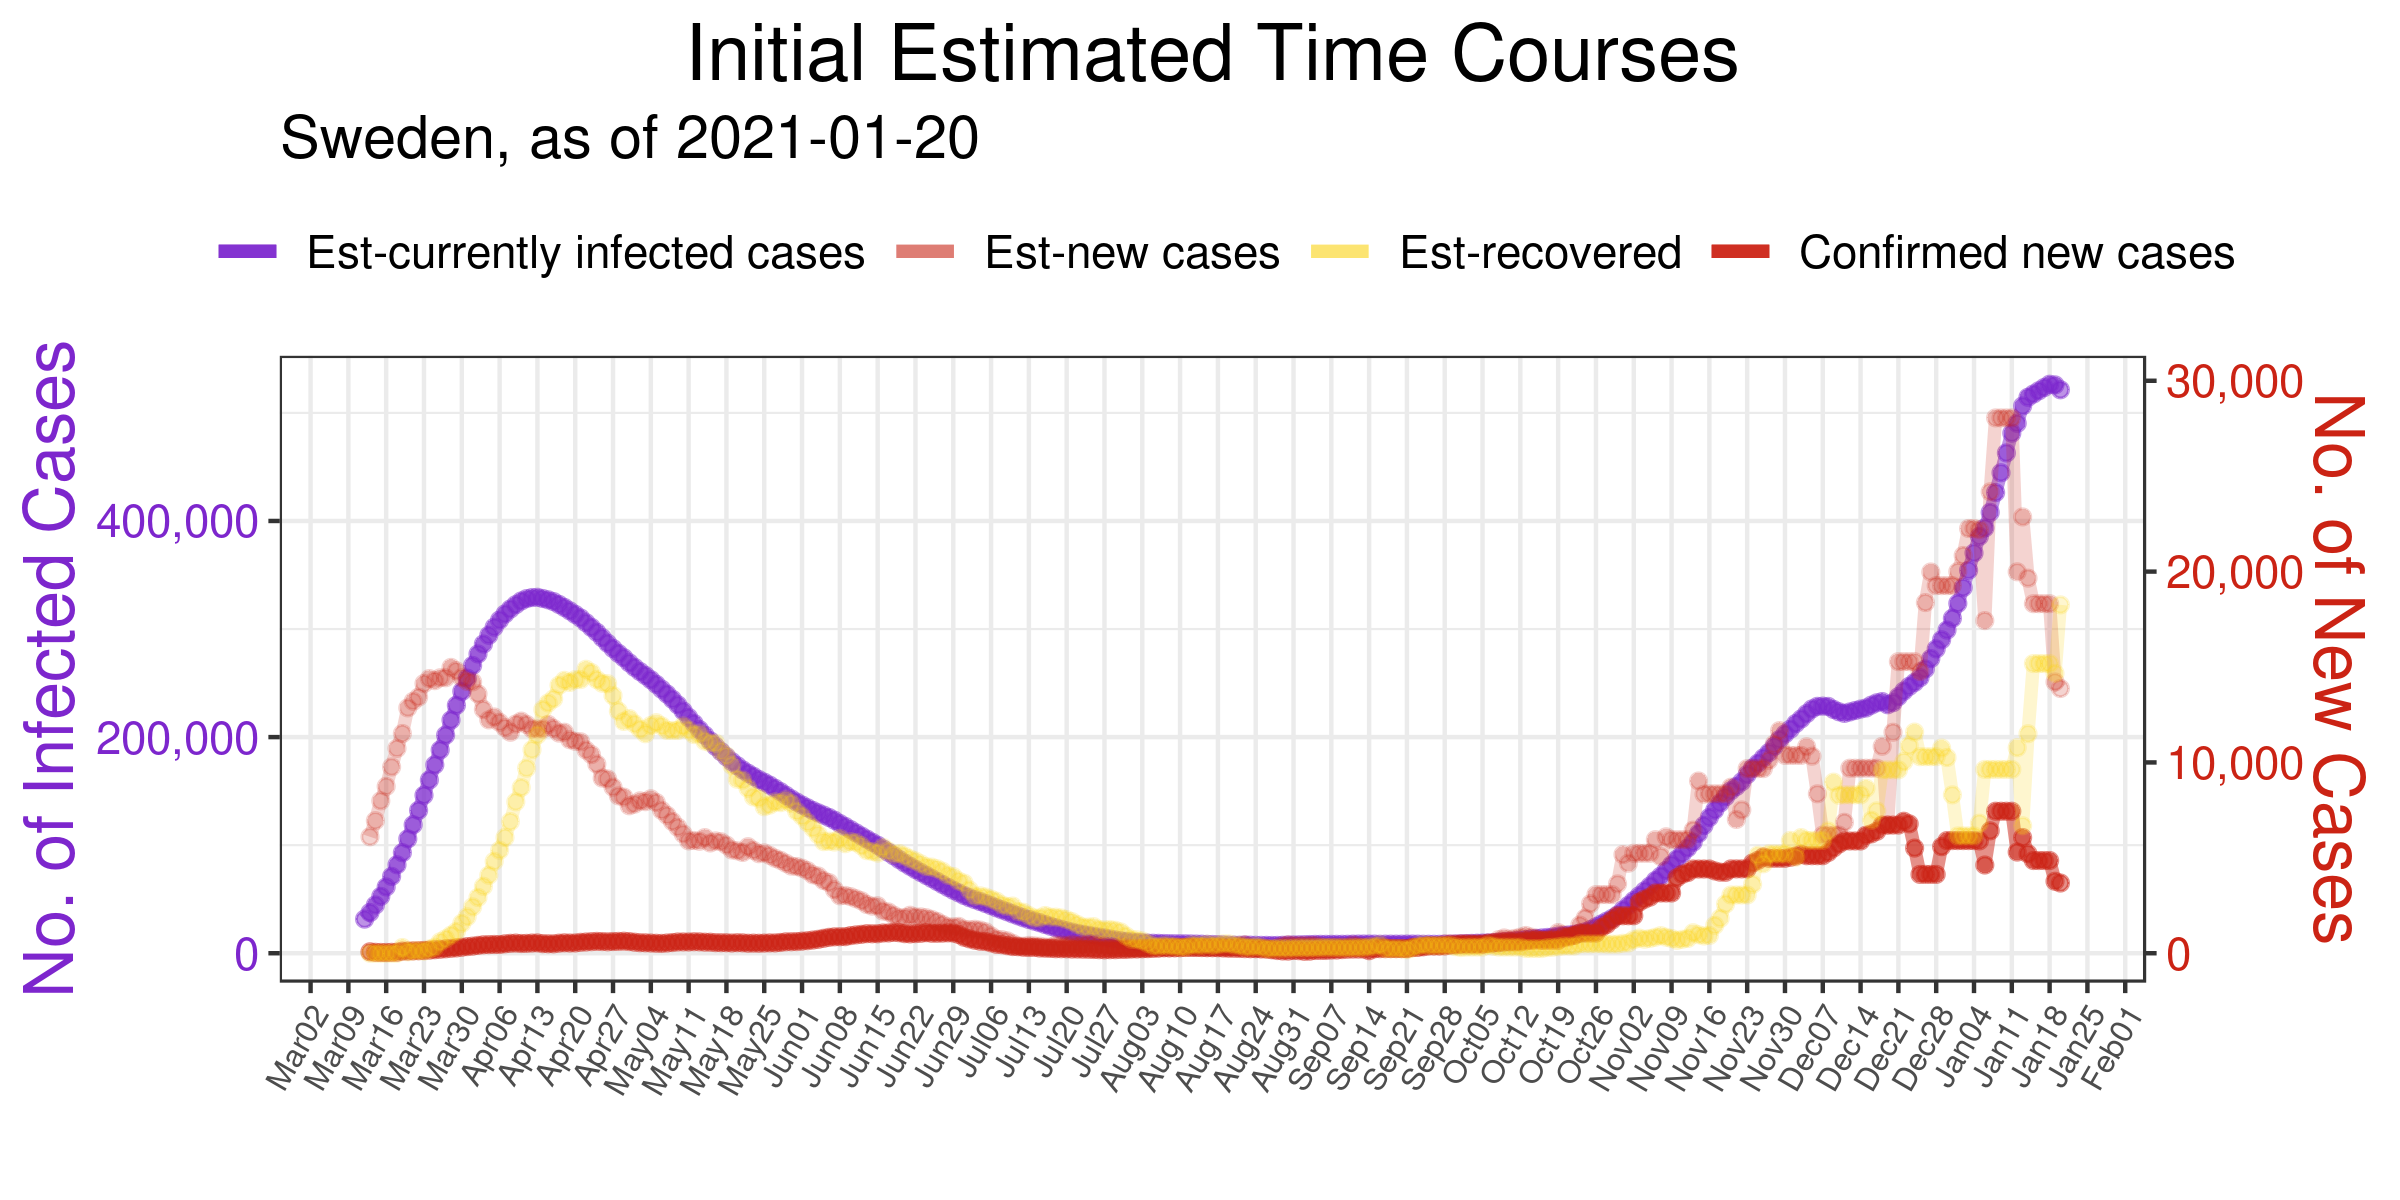 Initial Estimated Time Courses
Sweden, as of 2021-01-20
Est-currently infected cases Est-new cases Est-recovered Confirmed new cases
No. of Infected Cases
400,000
200,000
0
30,000
20,000
10,000
0
No. of New Cases
Mar02 Mar09 Mar16 Mar23 Mar30 Apr06 Apr13 Apr20 Apr27 May04 May11 May18 May25 Jun01 Jun08 Jun15 Jun22 Jun29 Jul06 Jul13 Jul20 Jul27 Aug03 Aug10 Aug17 Aug24 Aug31 Sep07 Sep14 Sep21 Sep28 Oct05 Oct12 Oct19 Oct26 Nov02 Nov09 Nov16 Nov23 Nov30 Dec07 Dec14 Dec21 Dec28 Jan04 Jan11 Jan18 Jan25 Feb01